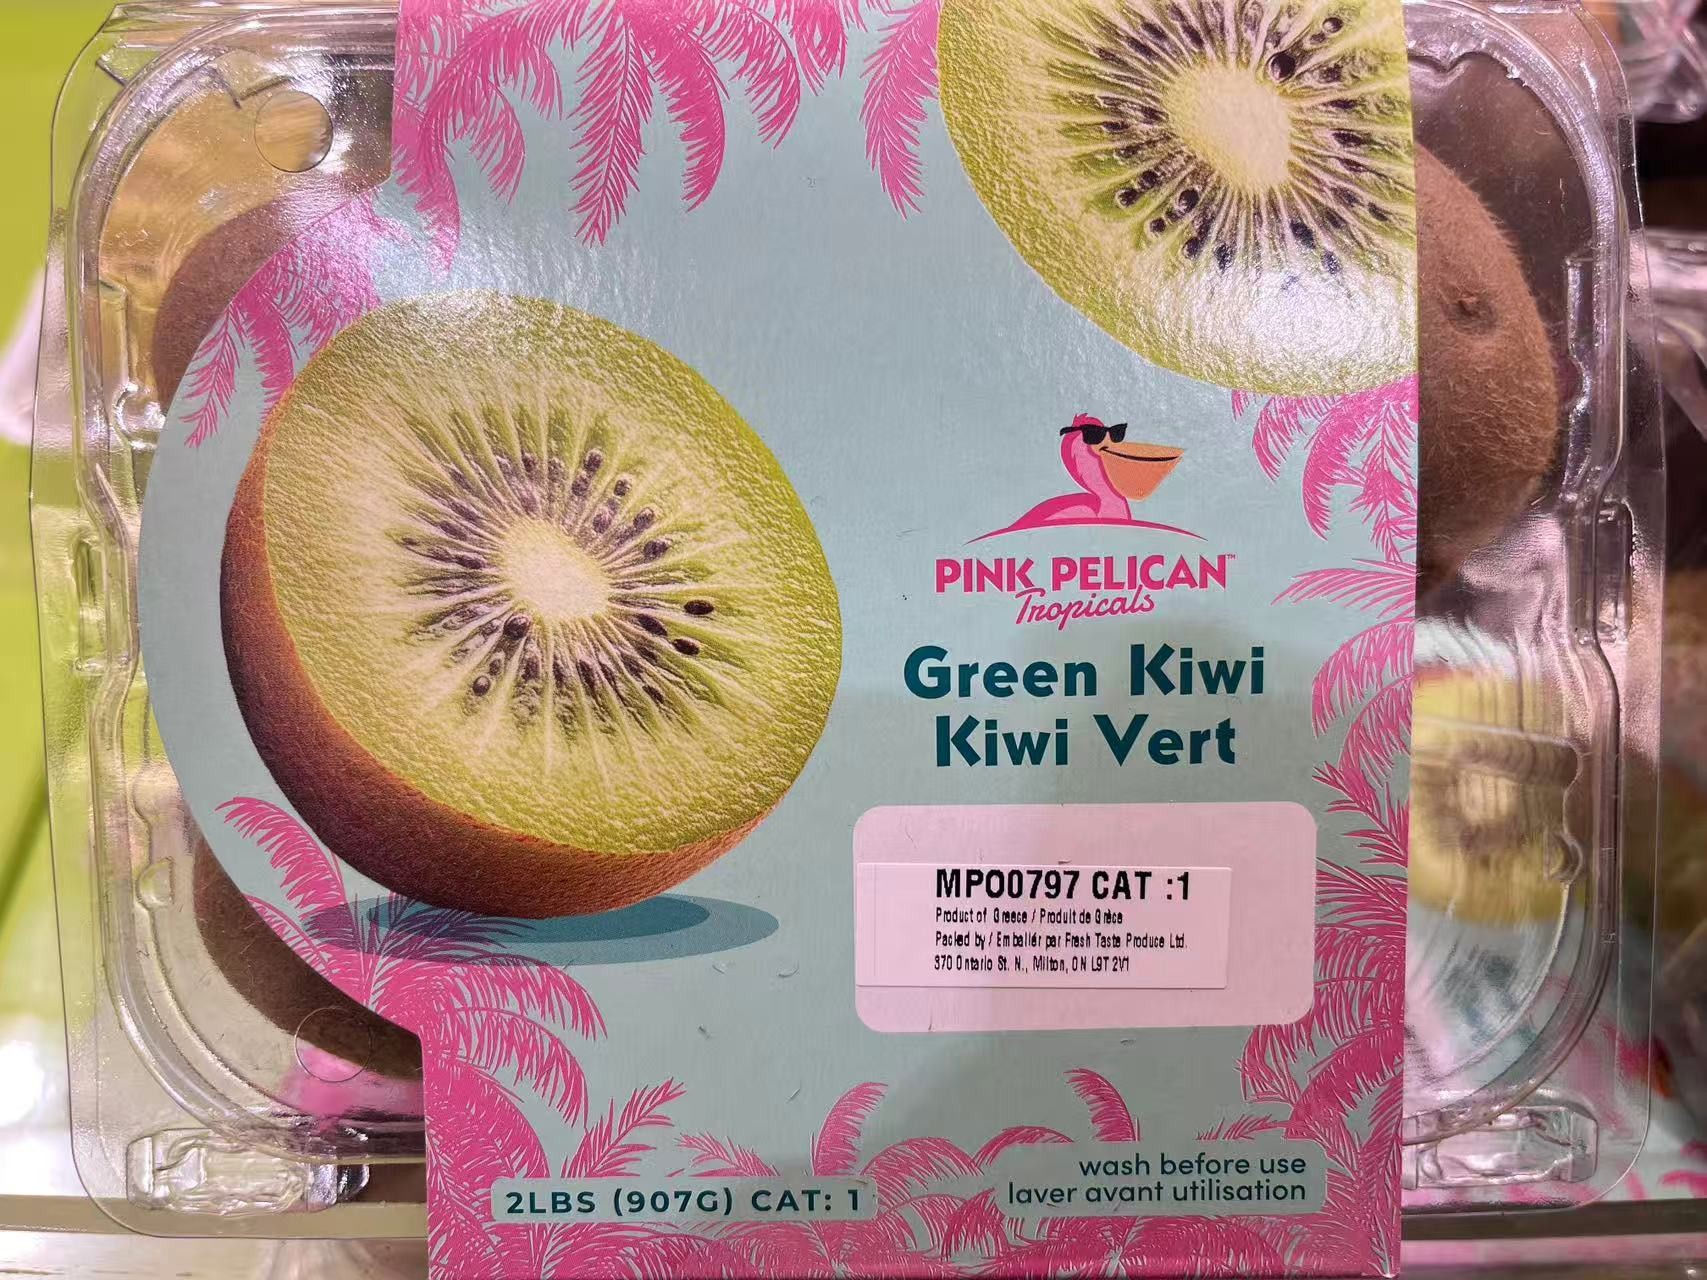 PINK PELICAN™
Tropicals
Green Kiwi
Kiwi Vert
MPO0797 CAT :1
Product of Greece / Produit de Grèce
Packed by / Emballér par Fresh Taste Produce Ltd.
370 Ontario St. N., Milton, ON L9T 2V1
wash before use
laver avant utilisation
2LBS (907G) CAT: 1